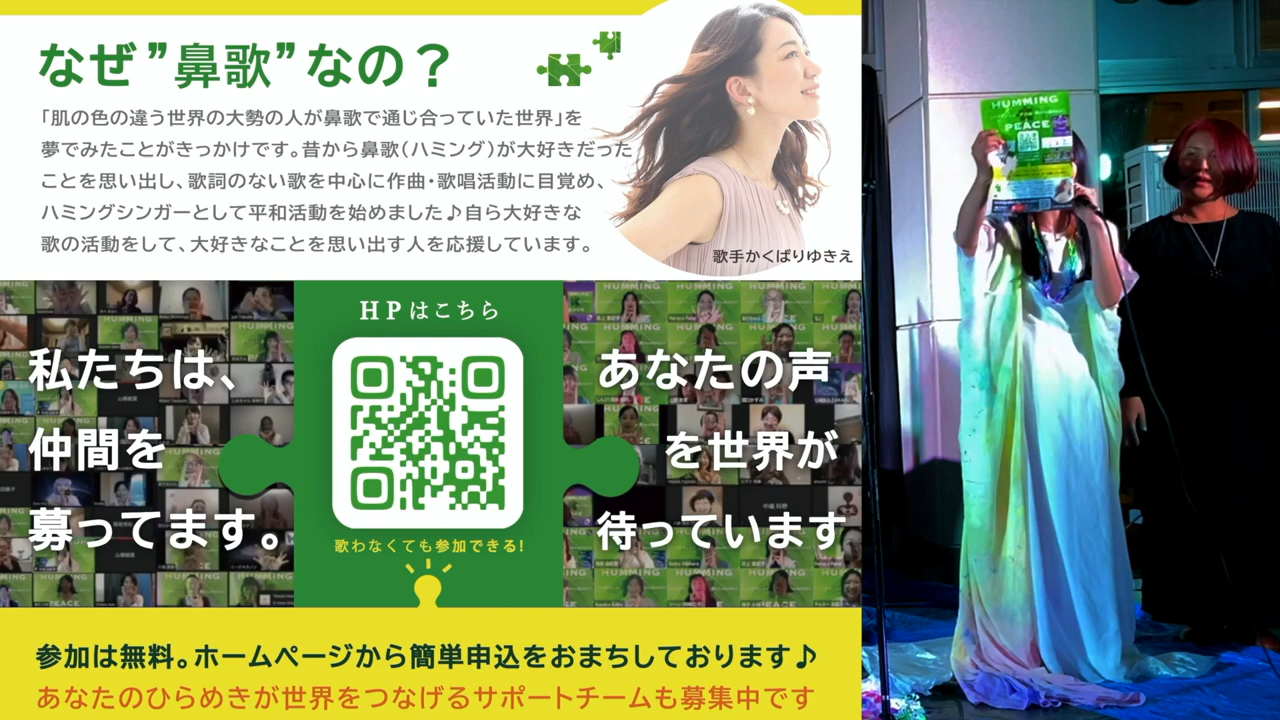 なぜ”鼻歌”なの？
「肌の色の違う世界の大勢の人が鼻歌で通じ合っていた世界」を
夢でみたことがきっかけです。昔から鼻歌（ハミング）が大好きだった
ことを思い出し、歌詞のない歌を中心に作曲・歌唱活動に目覚め、
ハミングシンガーとして平和活動を始めました♪自ら大好きな
歌の活動をして、大好きなことを思い出す人を応援しています。
歌手かくばりゆきえ
私たちは、
仲間を
募ってます。
HPはこちら
歌わなくても参加できる!
あなたの声
を世界が
待っています
参加は無料。ホームページから簡単申込をおまちしております♪
あなたのひらめきが世界をつなげるサポートチームも募集中です
HUMMING
PEACE